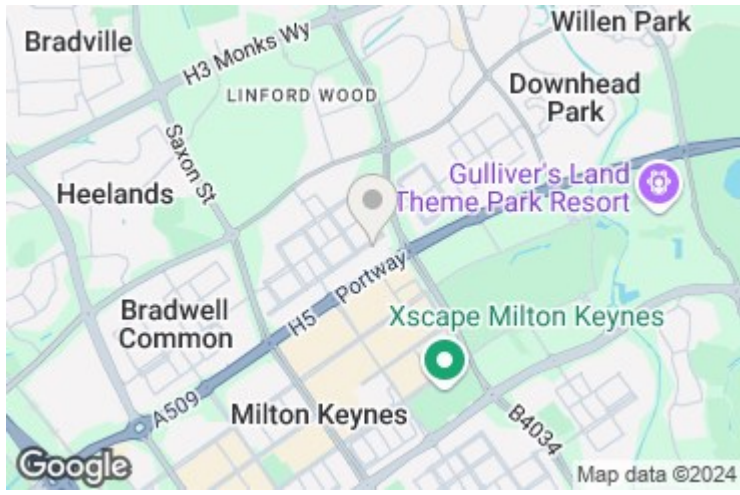 Willen Park
Bradville
H3 Monks Wy
LINFORD WOOD
Downhead
Park
Saxon St
Gulliver's Land
Theme Park Resort
Heelands
Portway
H5
Bradwell
Common
Xscape Milton Keynes
A509
Milton Keynes
B4034
Google
Map data ©2024